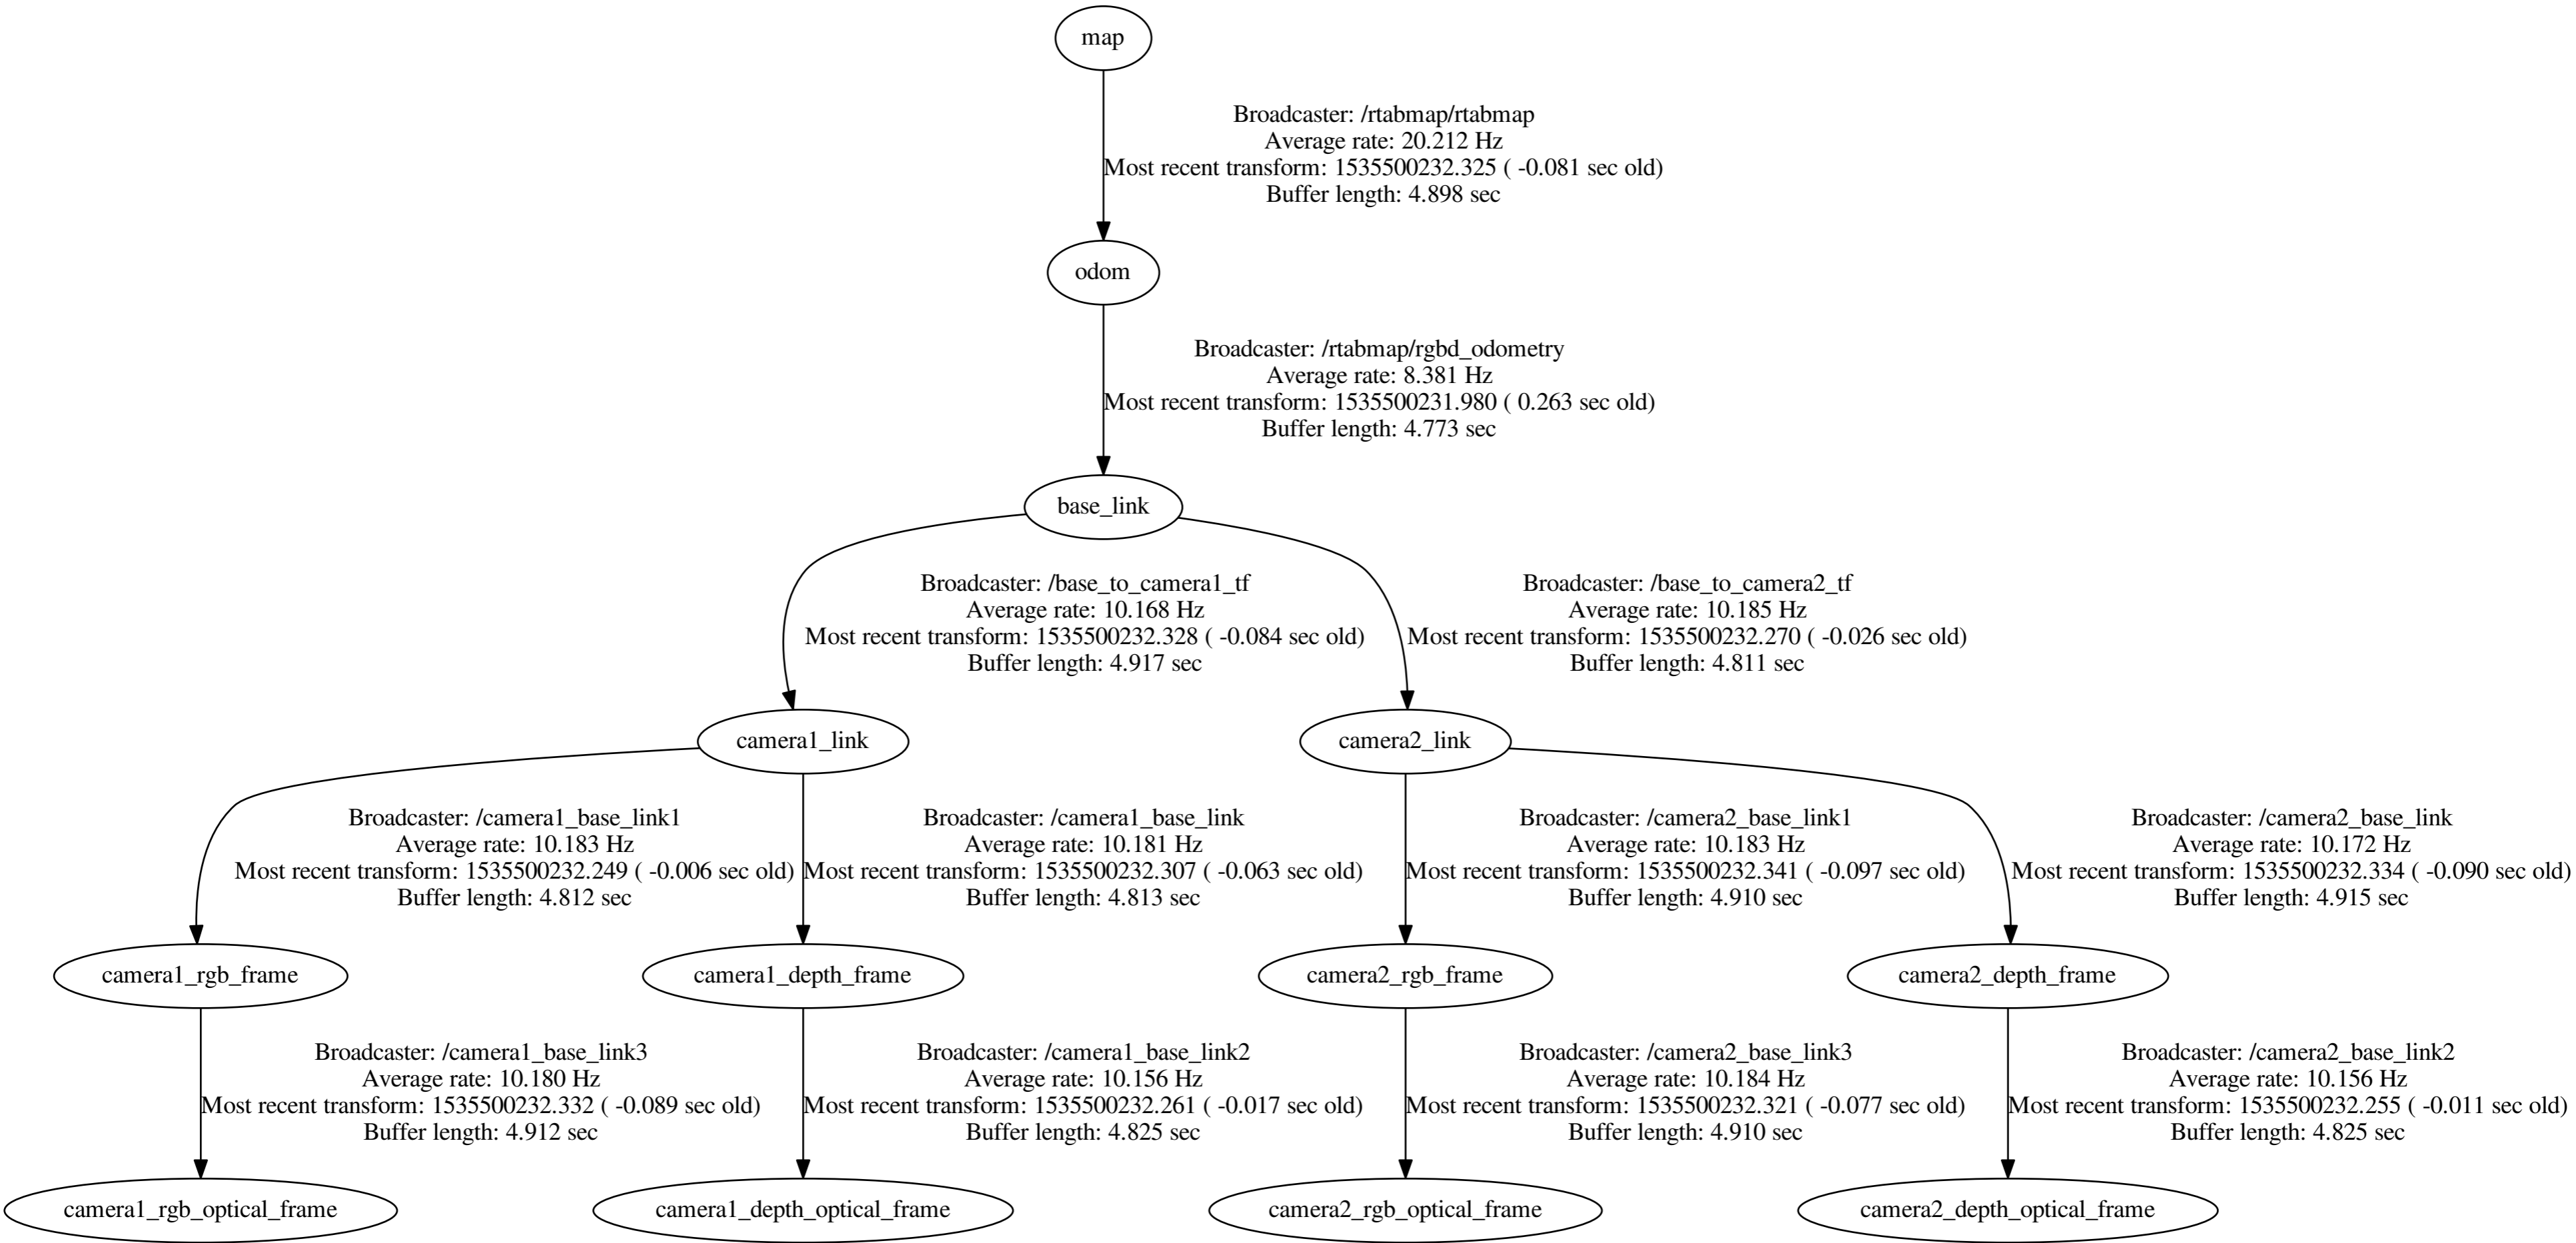 map
Broadcaster: /rtabmap/rtabmap
Average rate: 20.212 Hz
Most recent transform: 1535500232.325 ( -0.081 sec old)
Buffer length: 4.898 sec
odom
Broadcaster: /rtabmap/rgbd_odometry
Average rate: 8.381 Hz
Most recent transform: 1535500231.980 ( 0.263 sec old)
Buffer length: 4.773 sec
base_link
Broadcaster: /base_to_camera1_tf
Average rate: 10.168 Hz
Most recent transform: 1535500232.328 ( -0.084 sec old)
Buffer length: 4.917 sec
Broadcaster: /base_to_camera2_tf
Average rate: 10.185 Hz
Most recent transform: 1535500232.270 ( -0.026 sec old)
Buffer length: 4.811 sec
camera1_link
camera2_link
Broadcaster: /camera1_base_link1
Average rate: 10.183 Hz
Most recent transform: 1535500232.249 ( -0.006 sec old)
Buffer length: 4.812 sec
Broadcaster: /camera1_base_link
Average rate: 10.181 Hz
Most recent transform: 1535500232.307 ( -0.063 sec old)
Buffer length: 4.813 sec
Broadcaster: /camera2_base_link1
Average rate: 10.183 Hz
Most recent transform: 1535500232.341 ( -0.097 sec old)
Buffer length: 4.910 sec
Broadcaster: /camera2_base_link
Average rate: 10.172 Hz
Most recent transform: 1535500232.334 ( -0.090 sec old)
Buffer length: 4.915 sec
camera1_rgb_frame
camera1_depth_frame
camera2_rgb_frame
camera2_depth_frame
Broadcaster: /camera1_base_link3
Average rate: 10.180 Hz
Most recent transform: 1535500232.332 ( -0.089 sec old)
Buffer length: 4.912 sec
Broadcaster: /camera1_base_link2
Average rate: 10.156 Hz
Most recent transform: 1535500232.261 ( -0.017 sec old)
Buffer length: 4.825 sec
Broadcaster: /camera2_base_link3
Average rate: 10.184 Hz
Most recent transform: 1535500232.321 ( -0.077 sec old)
Buffer length: 4.910 sec
Broadcaster: /camera2_base_link2
Average rate: 10.156 Hz
Most recent transform: 1535500232.255 ( -0.011 sec old)
Buffer length: 4.825 sec
camera1_rgb_optical_frame
camera1_depth_optical_frame
camera2_rgb_optical_frame
camera2_depth_optical_frame